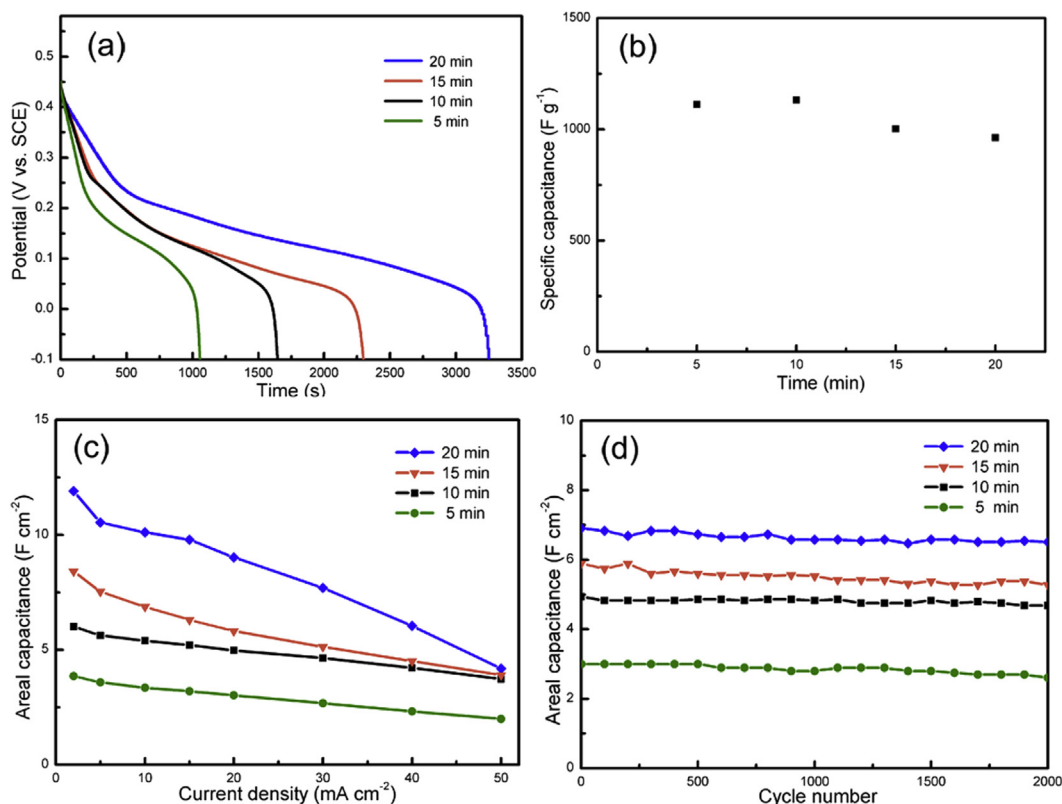 (a)
20 min
15 min
10 min
5 min
0.4
0.3
0.2
0.1
0.0
-0.1
Potential (V vs. SCE)
0 500 1000 1500 2000 2500 3000 3500
Time (s)
(b)
1500
1000
500
0
Specific capacitance (F g-1)
5 10 15 20
Time (min)
(c)
20 min
15 min
10 min
5 min
15
10
5
0
Areal capacitance (F cm-2)
10 20 30 40 50
Current density (mA cm-2)
(d)
20 min
15 min
10 min
5 min
10
8
6
4
2
0
Areal capacitance (F cm-2)
0 500 1000 1500 2000
Cycle number